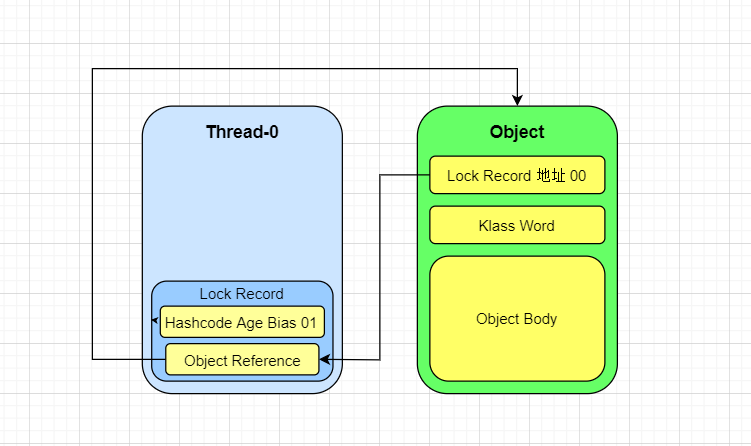 Thread-0
Object
Lock Record 地址 00
Klass Word
Lock Record
Hashcode Age Bias 01
Object Body
Object Reference